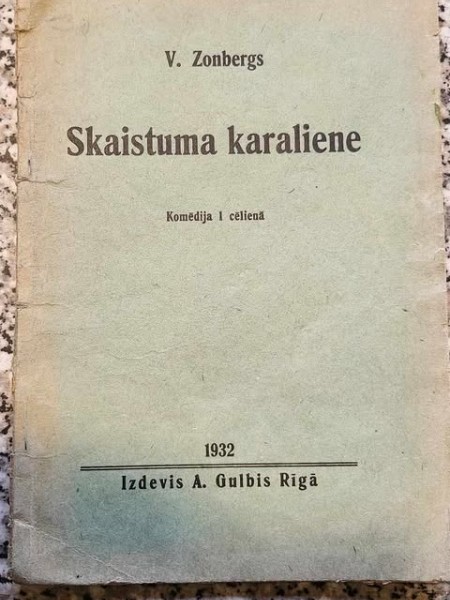 V. Zonbergs
Skaistuma karaliene
Komēdija 1 cēlienā
1932
Izdevis A. Gulbis Rīgā